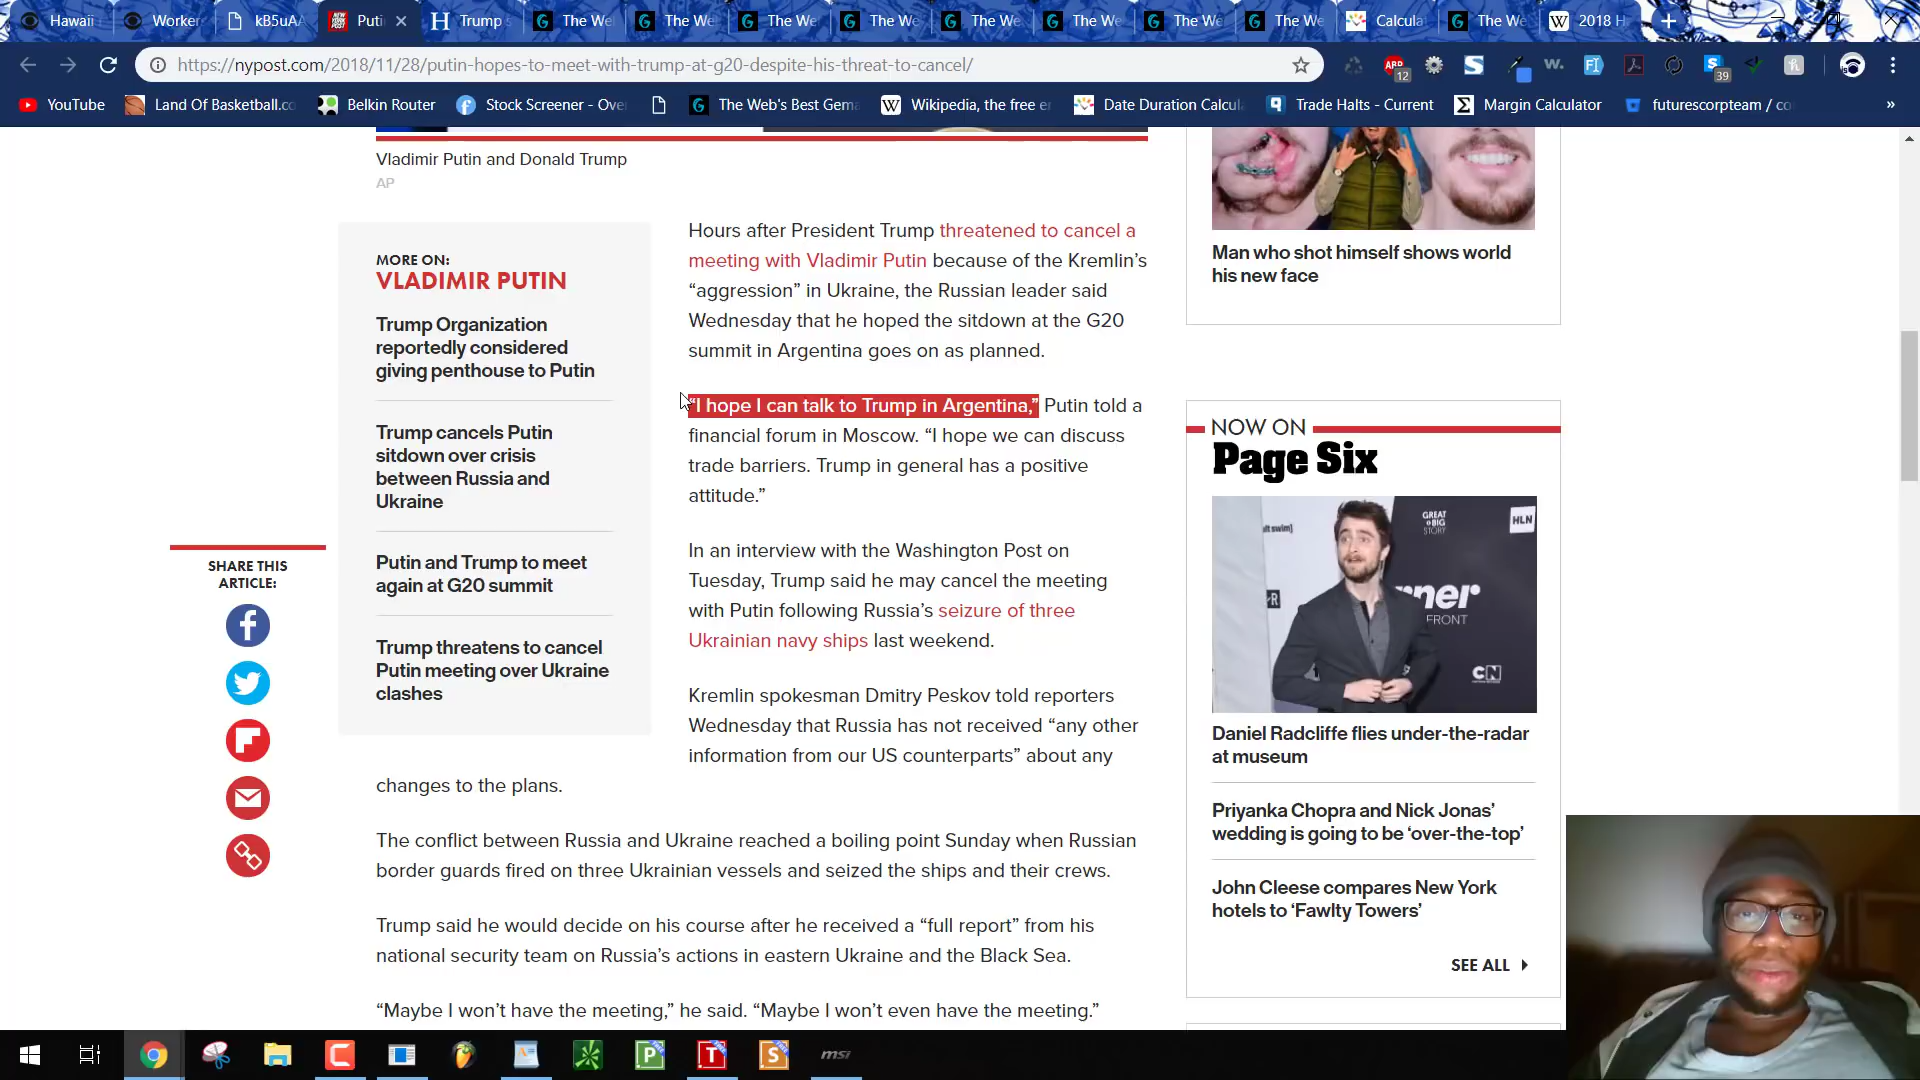 Hawaii
Worker
kB5uAA
Puti
Trump
The We
The We
The We
The We
The We
The We
The We
The We
Calcula
The We
2018 H
https://nypost.com/2018/11/28/putin-hopes-to-meet-with-trump-at-g20-despite-his-threat-to-cancel/
ABP
12
39
YouTube
Land Of Basketball.co
Belkin Router
Stock Screener - Over
The Web's Best Gema
Wikipedia, the free e
Date Duration Calcul
Trade Halts - Current
Margin Calculator
futurescorpteam / co
Vladimir Putin and Donald Trump
AP
MORE ON:
VLADIMIR PUTIN
Trump Organization
reportedly considered
giving penthouse to Putin
Trump cancels Putin
sitdown over crisis
between Russia and
Ukraine
Putin and Trump to meet
again at G20 summit
Trump threatens to cancel
Putin meeting over Ukraine
clashes
SHARE THIS
ARTICLE:
Hours after President Trump threatened to cancel a
meeting with Vladimir Putin because of the Kremlin’s
“aggression” in Ukraine, the Russian leader said
Wednesday that he hoped the sitdown at the G20
summit in Argentina goes on as planned.
“I hope I can talk to Trump in Argentina,” Putin told a
financial forum in Moscow. “I hope we can discuss
trade barriers. Trump in general has a positive
attitude.”
In an interview with the Washington Post on
Tuesday, Trump said he may cancel the meeting
with Putin following Russia’s seizure of three
Ukrainian navy ships last weekend.
Kremlin spokesman Dmitry Peskov told reporters
Wednesday that Russia has not received “any other
information from our US counterparts” about any
changes to the plans.
The conflict between Russia and Ukraine reached a boiling point Sunday when Russian
border guards fired on three Ukrainian vessels and seized the ships and their crews.
Trump said he would decide on his course after he received a “full report” from his
national security team on Russia’s actions in eastern Ukraine and the Black Sea.
“Maybe I won’t have the meeting,” he said. “Maybe I won’t even have the meeting.”
Man who shot himself shows world
his new face
NOW ON
Page Six
[adult swim]
GREAT
BIG
STORY
HLN
rner
FRONT
CN
Daniel Radcliffe flies under-the-radar
at museum
Priyanka Chopra and Nick Jonas’
wedding is going to be ‘over-the-top’
John Cleese compares New York
hotels to ‘Fawlty Towers’
SEE ALL
msi